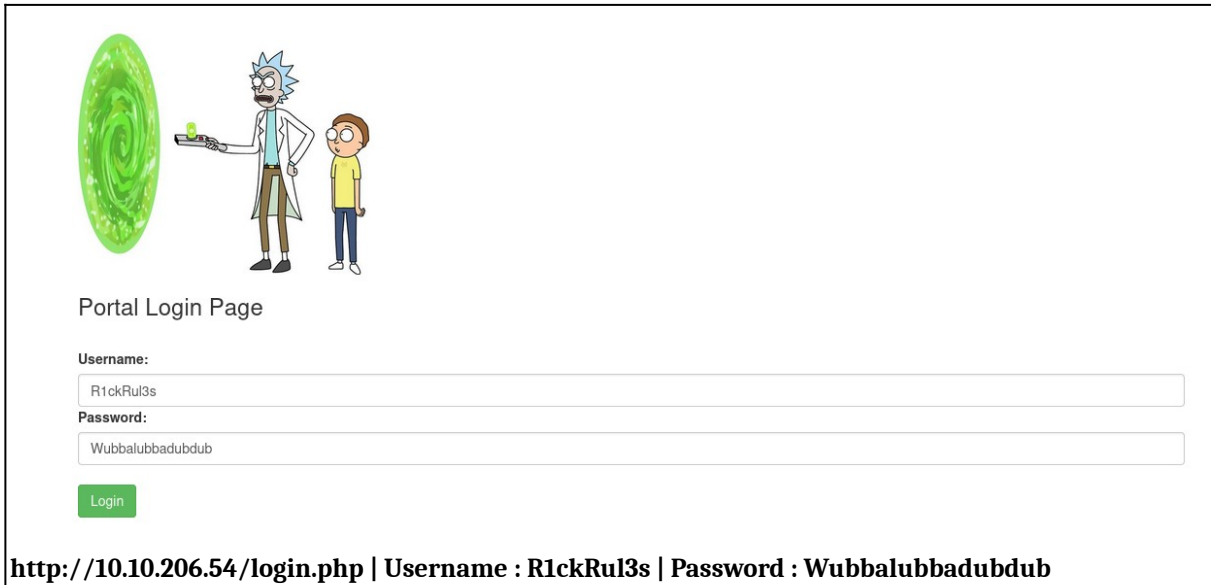 Portal Login Page
Username:
R1ckRul3s
Password:
Wubbalubbadubdub
Login
http://10.10.206.54/login.php | Username : R1ckRul3s | Password : Wubbalubbadubdub